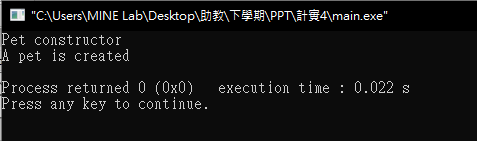 "C:\Users\MINE Lab\Desktop\助教\下學期\PPT\計實4\main.exe"
Pet constructor
A pet is created
Process returned 0 (0x0)   execution time : 0.022 s
Press any key to continue.